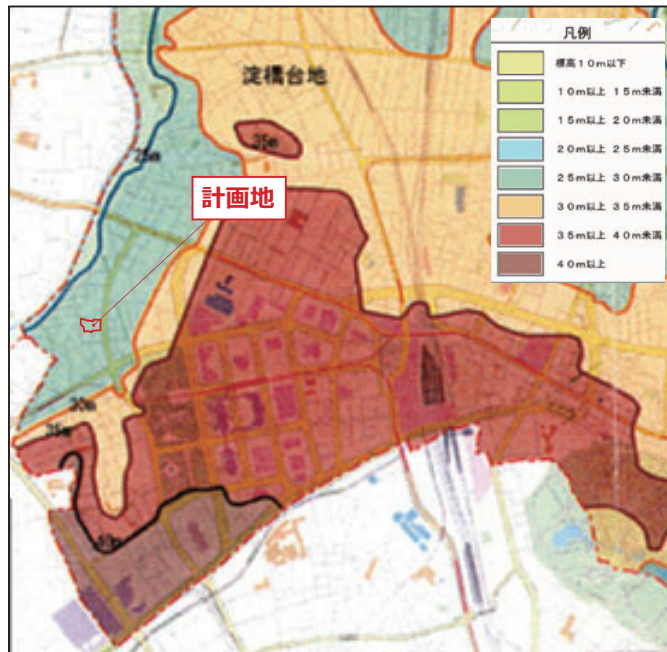 凡例
標高10m以下
10m以上 15m未満
15m以上 20m未満
20m以上 25m未満
25m以上 30m未満
30m以上 35m未満
35m以上 40m未満
40m以上
淀橋台地
35m
25m
計画地
30m
35m